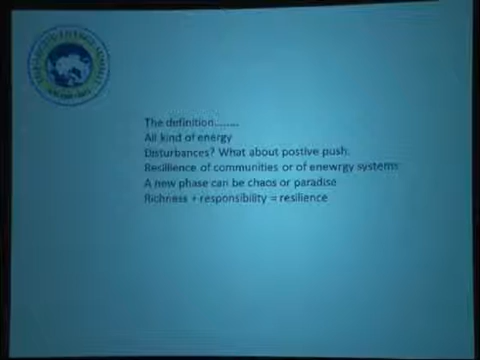 The definition........
All kind of energy
Disturbances? What about postive push.
Resilience of communities or of enewrgy systems
A new phase can be chaos or paradise
Richness + responsibility = resilience